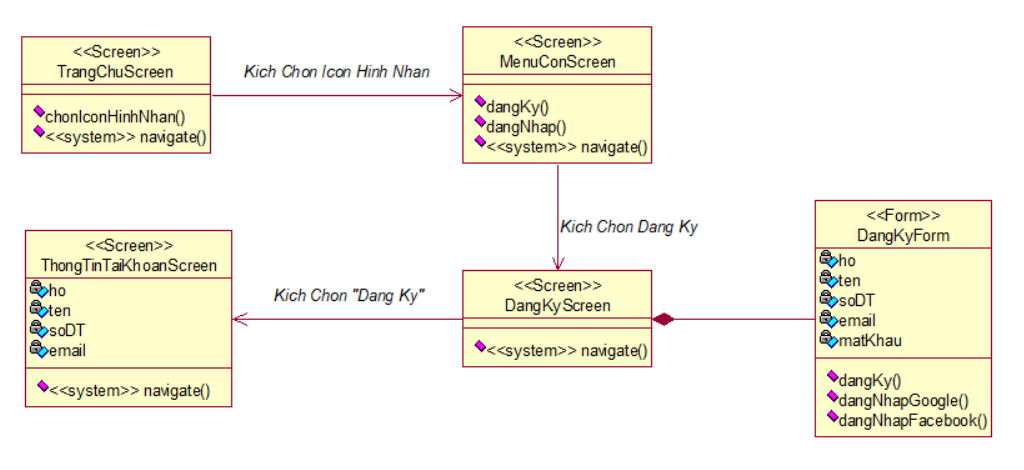 <<Screen>>
TrangChuScreen
chonIconHinhNhan()
<<system>> navigate()
Kich Chon Icon Hinh Nhan
<<Screen>>
MenuConScreen
dangKy()
dangNhap()
<<system>> navigate()
Kich Chon Dang Ky
<<Screen>>
ThongTinTaiKhoanScreen
ho
ten
soDT
email
<<system>> navigate()
Kich Chon "Dang Ky"
<<Screen>>
DangKyScreen
<<system>> navigate()
<<Form>>
DangKyForm
ho
ten
soDT
email
matKhau
dangKy()
dangNhapGoogle()
dangNhapFacebook()